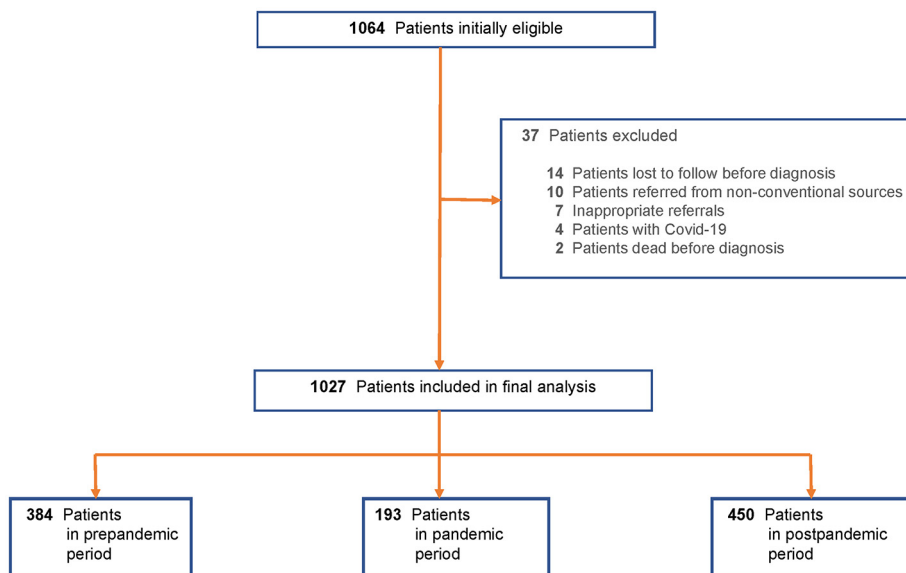 1064 Patients initially eligible
37 Patients excluded
14 Patients lost to follow before diagnosis
10 Patients referred from non-conventional sources
7 Inappropriate referrals
4 Patients with Covid-19
2 Patients dead before diagnosis
1027 Patients included in final analysis
384 Patients
in prepandemic
period
193 Patients
in pandemic
period
450 Patients
in postpandemic
period